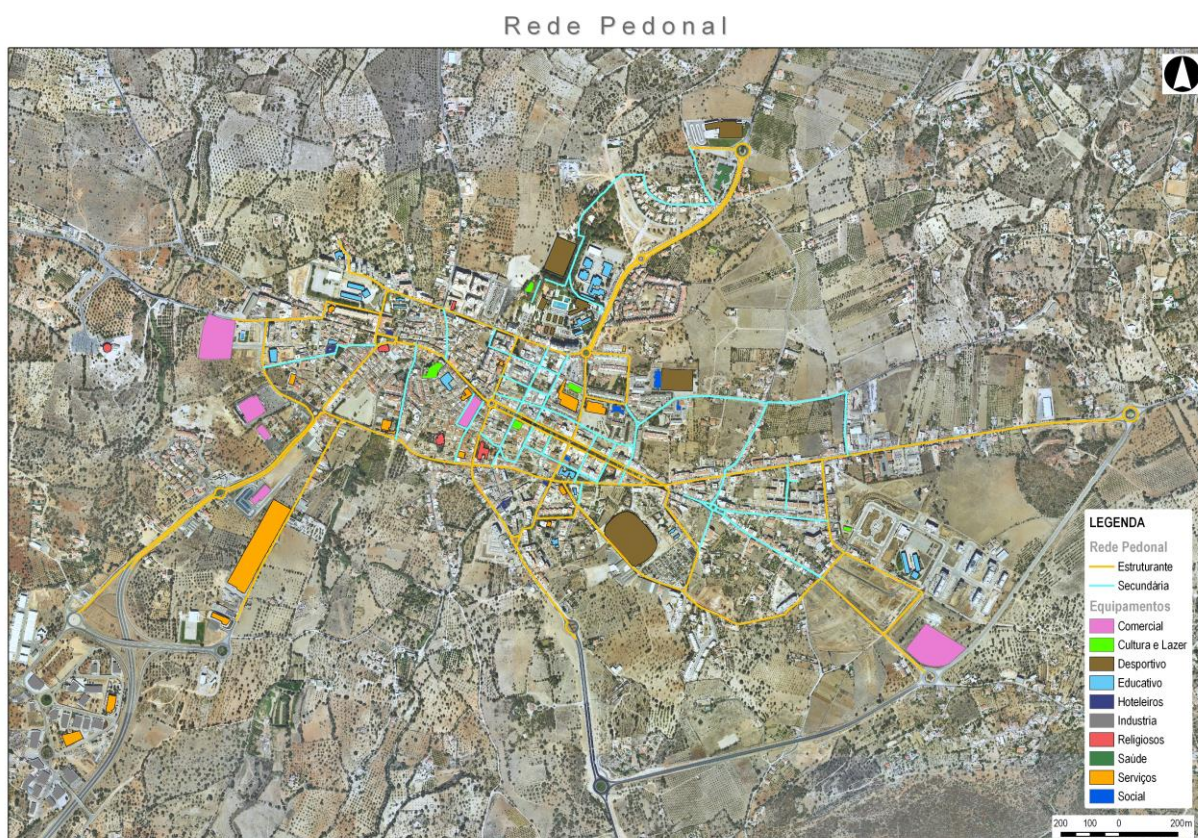 Rede Pedonal
LEGENDA
Rede Pedonal
Estruturante
Secundária
Equipamentos
Comercial
Cultura e Lazer
Desportivo
Educativo
Hoteleiros
Industria
Religiosos
Saúde
Serviços
Social
200 100 0 200m